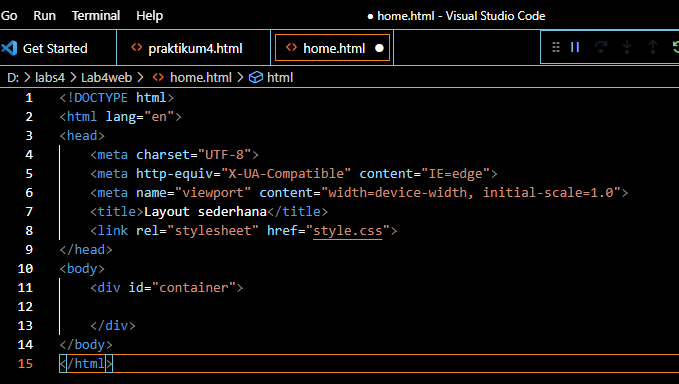 Go Run Terminal Help ● home.html - Visual Studio Code
Get Started <> praktikum4.html <> home.html ●
D: > labs4 > Lab4web > <> home.html > html
1 <!DOCTYPE html>
2 <html lang="en">
3 <head>
4 <meta charset="UTF-8">
5 <meta http-equiv="X-UA-Compatible" content="IE=edge">
6 <meta name="viewport" content="width=device-width, initial-scale=1.0">
7 <title>Layout sederhana</title>
8 <link rel="stylesheet" href="style.css">
9 </head>
10 <body>
11 <div id="container">
12
13 </div>
14 </body>
15 </html>